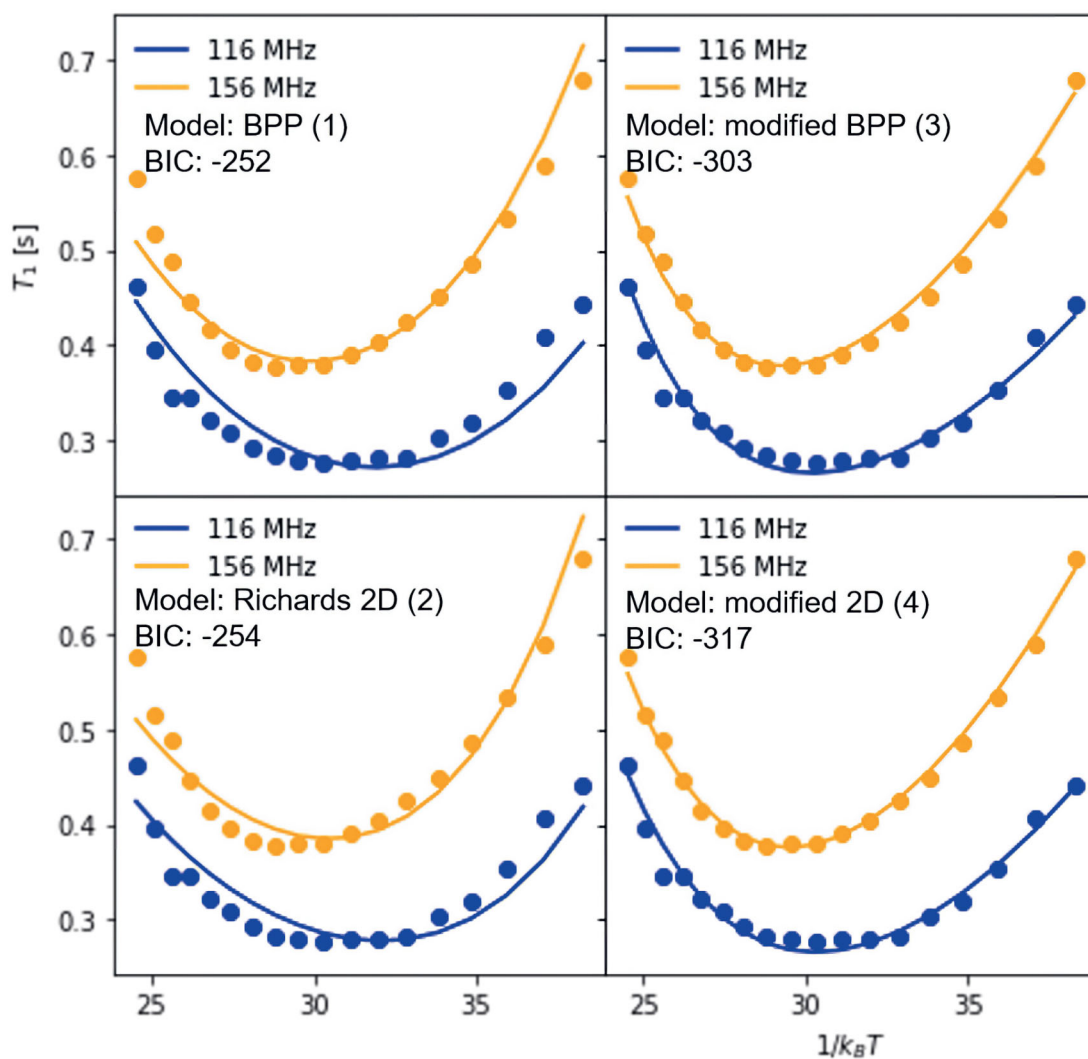 116 MHz
156 MHz
Model: BPP (1)
BIC: -252
116 MHz
156 MHz
Model: modified BPP (3)
BIC: -303
0.7
0.6
0.5
0.4
0.3
T₁ [s]
116 MHz
156 MHz
Model: Richards 2D (2)
BIC: -254
116 MHz
156 MHz
Model: modified 2D (4)
BIC: -317
0.7
0.6
0.5
0.4
0.3
25 30 35
25 30 35
1/k_BT